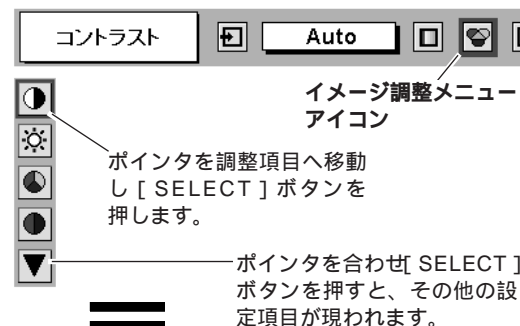 コントラスト
Auto
イメージ調整メニュー
アイコン
ポインタを調整項目へ移動
し［SELECT］ボタンを
押します。
ポインタを合わせ［SELECT］
ボタンを押すと、その他の設
定項目が現われます。